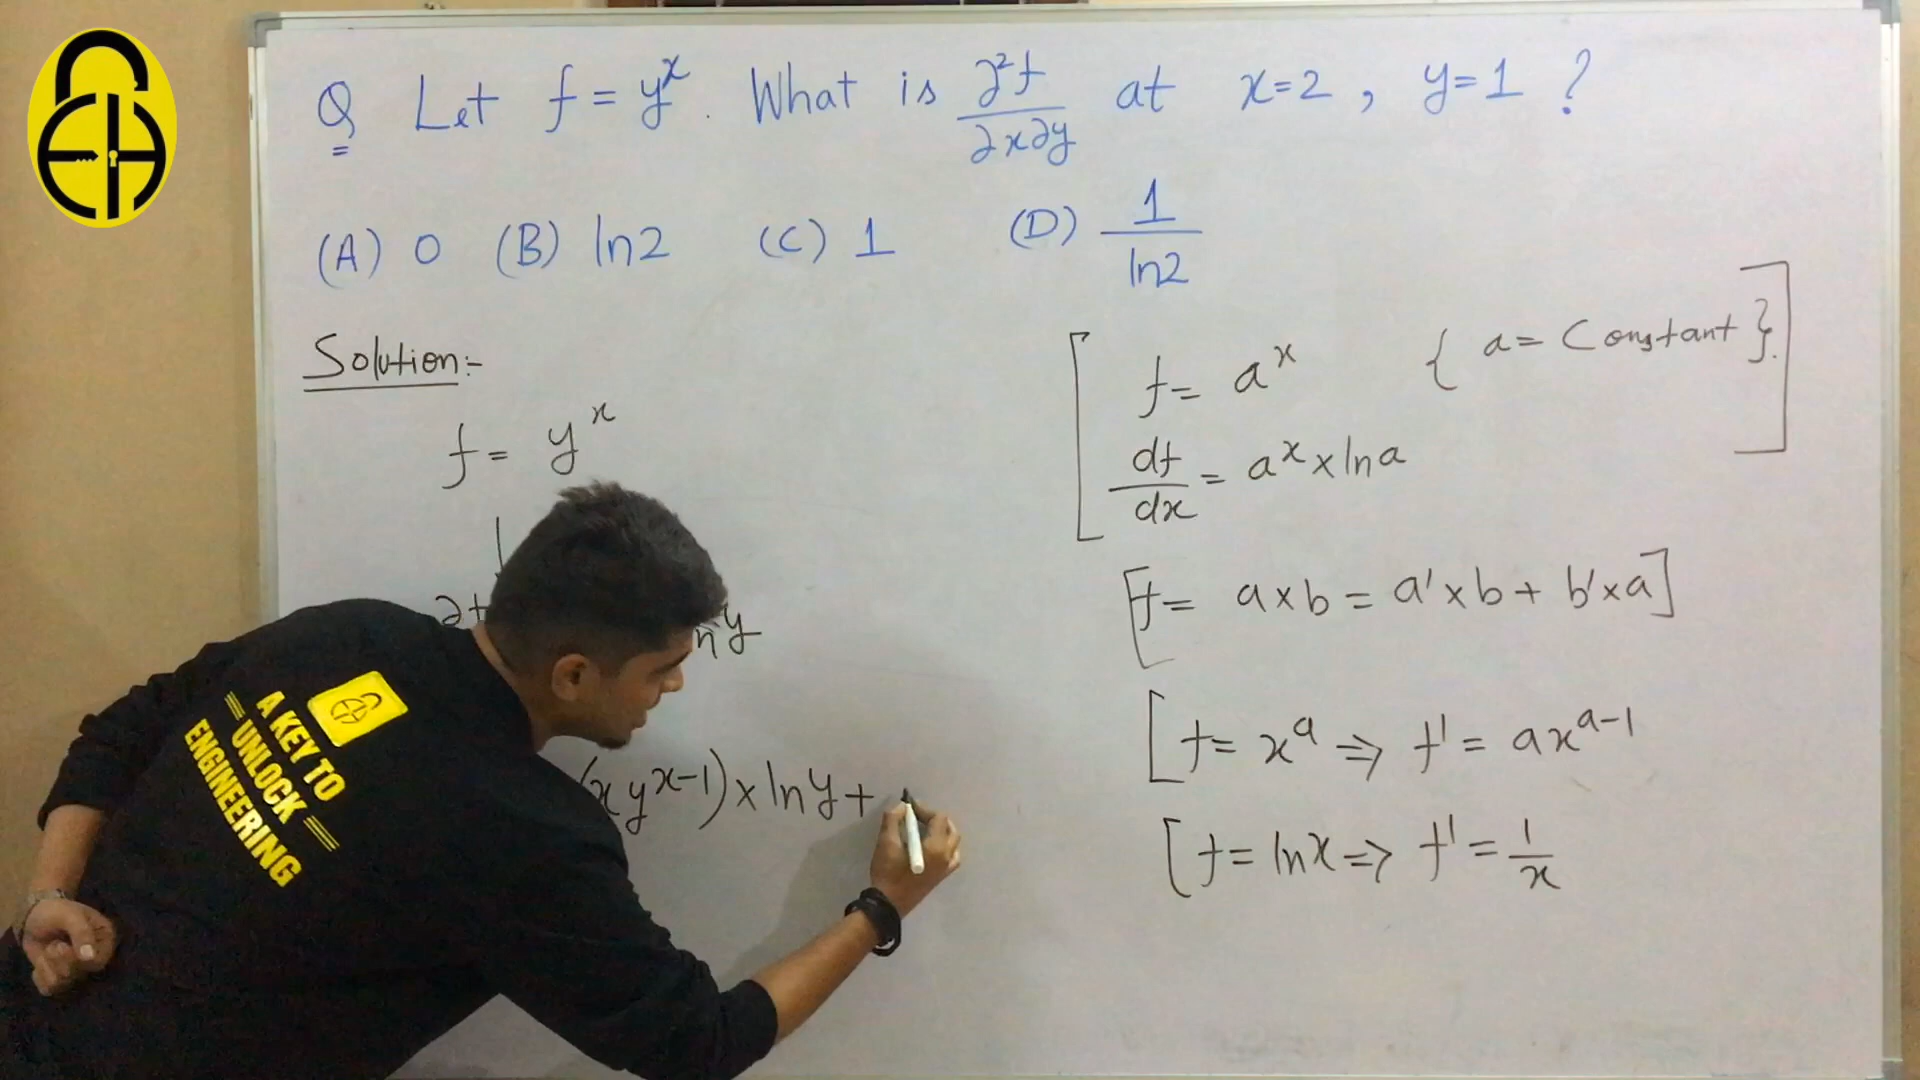 Q Let f = y^x. What is ∂²f/∂x∂y at x=2, y=1 ?
(A) 0 (B) ln2 (C) 1 (D) 1/ln2
Solution:-
f = y^x
∂f
ny
(xy^x-1) × lny +
[ f = a^x { a = Constant }. ]
df/dx = a^x × ln a
[ f = a×b = a'×b + b'×a ]
[ f = x^a ⇒ f' = ax^a-1
[ f = lnx ⇒ f' = 1/x
A KEY TO
UNLOCK
ENGINEERING